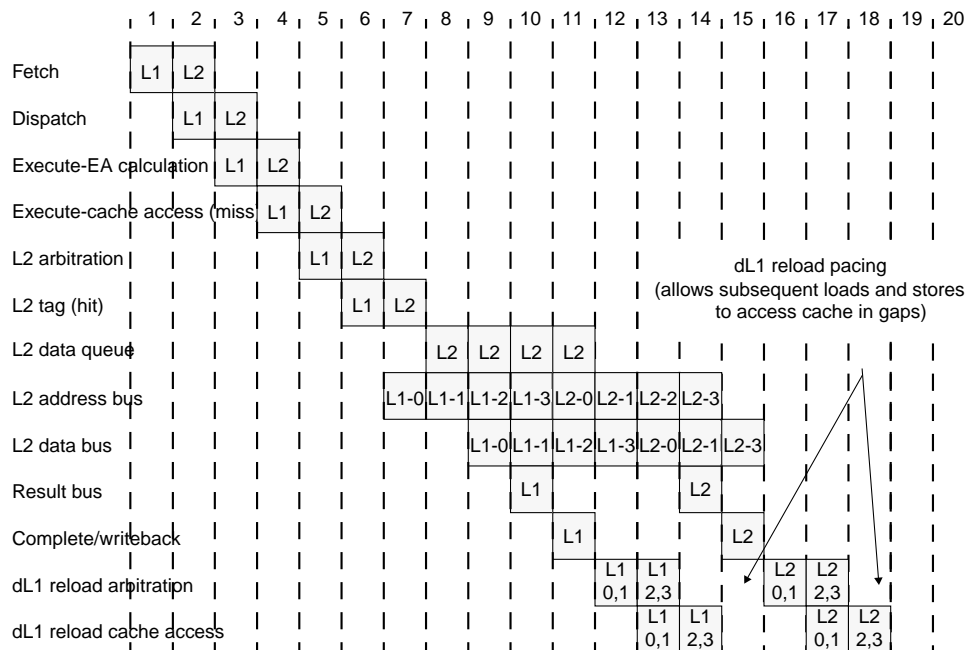 1 2 3 4 5 6 7 8 9 10 11 12 13 14 15 16 17 18 19 20
Fetch L1 L2
Dispatch L1 L2
Execute-EA calculation L1 L2
Execute-cache access (miss L1 L2
L2 arbitration L1 L2
dL1 reload pacing
(allows subsequent loads and stores
to access cache in gaps)
L2 tag (hit) L1 L2
L2 data queue L2 L2 L2 L2
L2 address bus L1-0 L1-1 L1-2 L1-3 L2-0 L2-1 L2-2 L2-3
L2 data bus L1-0 L1-1 L1-2 L1-3 L2-0 L2-1 L2-3
Result bus L1 L2
Complete/writeback L1 L2
dL1 reload arbitration
L1 L1 L2 L2
0,1 2,3 0,1 2,3
dL1 reload cache access
L1 L1 L2 L2
0,1 2,3 0,1 2,3